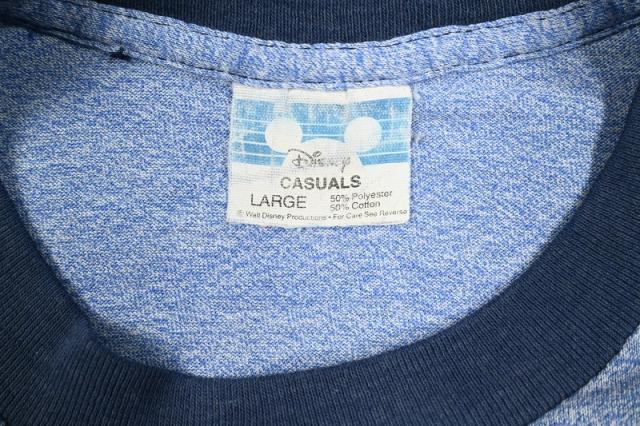 Disney
CASUALS
LARGE 50% Polyester
50% Cotton
© Walt Disney Productions • For Care See Reverse